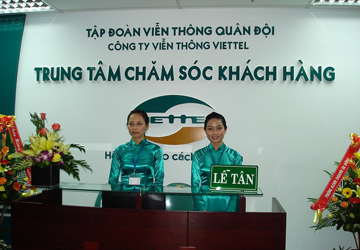 TẬP ĐOÀN VIỄN THÔNG QUÂN ĐỘI
CÔNG TY VIỄN THÔNG VIETTEL
TRUNG TÂM CHĂM SÓC KHÁCH HÀNG
VIETTEL
LỄ TÂN